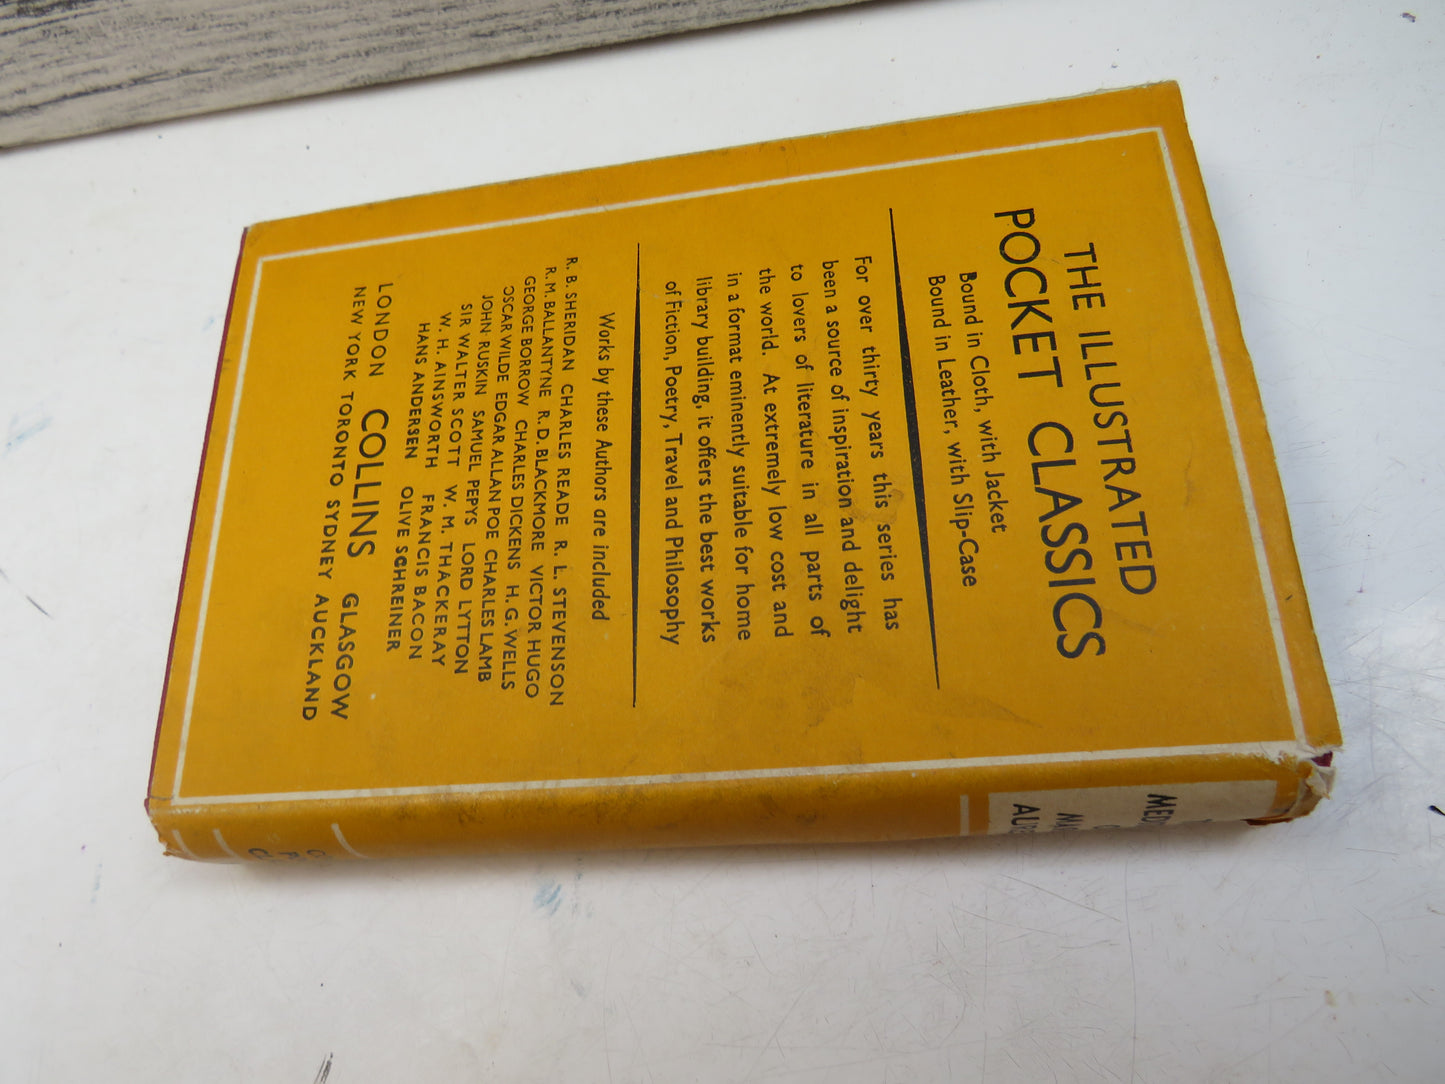 THE ILLUSTRATED
POCKET CLASSICS
Bound in Cloth, with Jacket
Bound in Leather, with Slip-Case
For over thirty years this series has
been a source of inspiration and delight
to lovers of literature in all parts of
the world. At extremely low cost and
in a format eminently suitable for home
library building, it offers the best works
of Fiction, Poetry, Travel and Philosophy
Works by these Authors are included
R. B. SHERIDAN CHARLES READE R. L. STEVENSON
R. M. BALLANTYNE R. D. BLACKMORE VICTOR HUGO
GEORGE BORROW CHARLES DICKENS H. G. WELLS
OSCAR WILDE EDGAR ALLAN POE CHARLES LAMB
JOHN RUSKIN SAMUEL PEPYS LORD LYTTON
SIR WALTER SCOTT W. M. THACKERAY
W. H. AINSWORTH FRANCIS BACON
HANS ANDERSEN OLIVE SCHREINER
LONDON COLLINS GLASGOW
NEW YORK TORONTO SYDNEY AUCKLAND